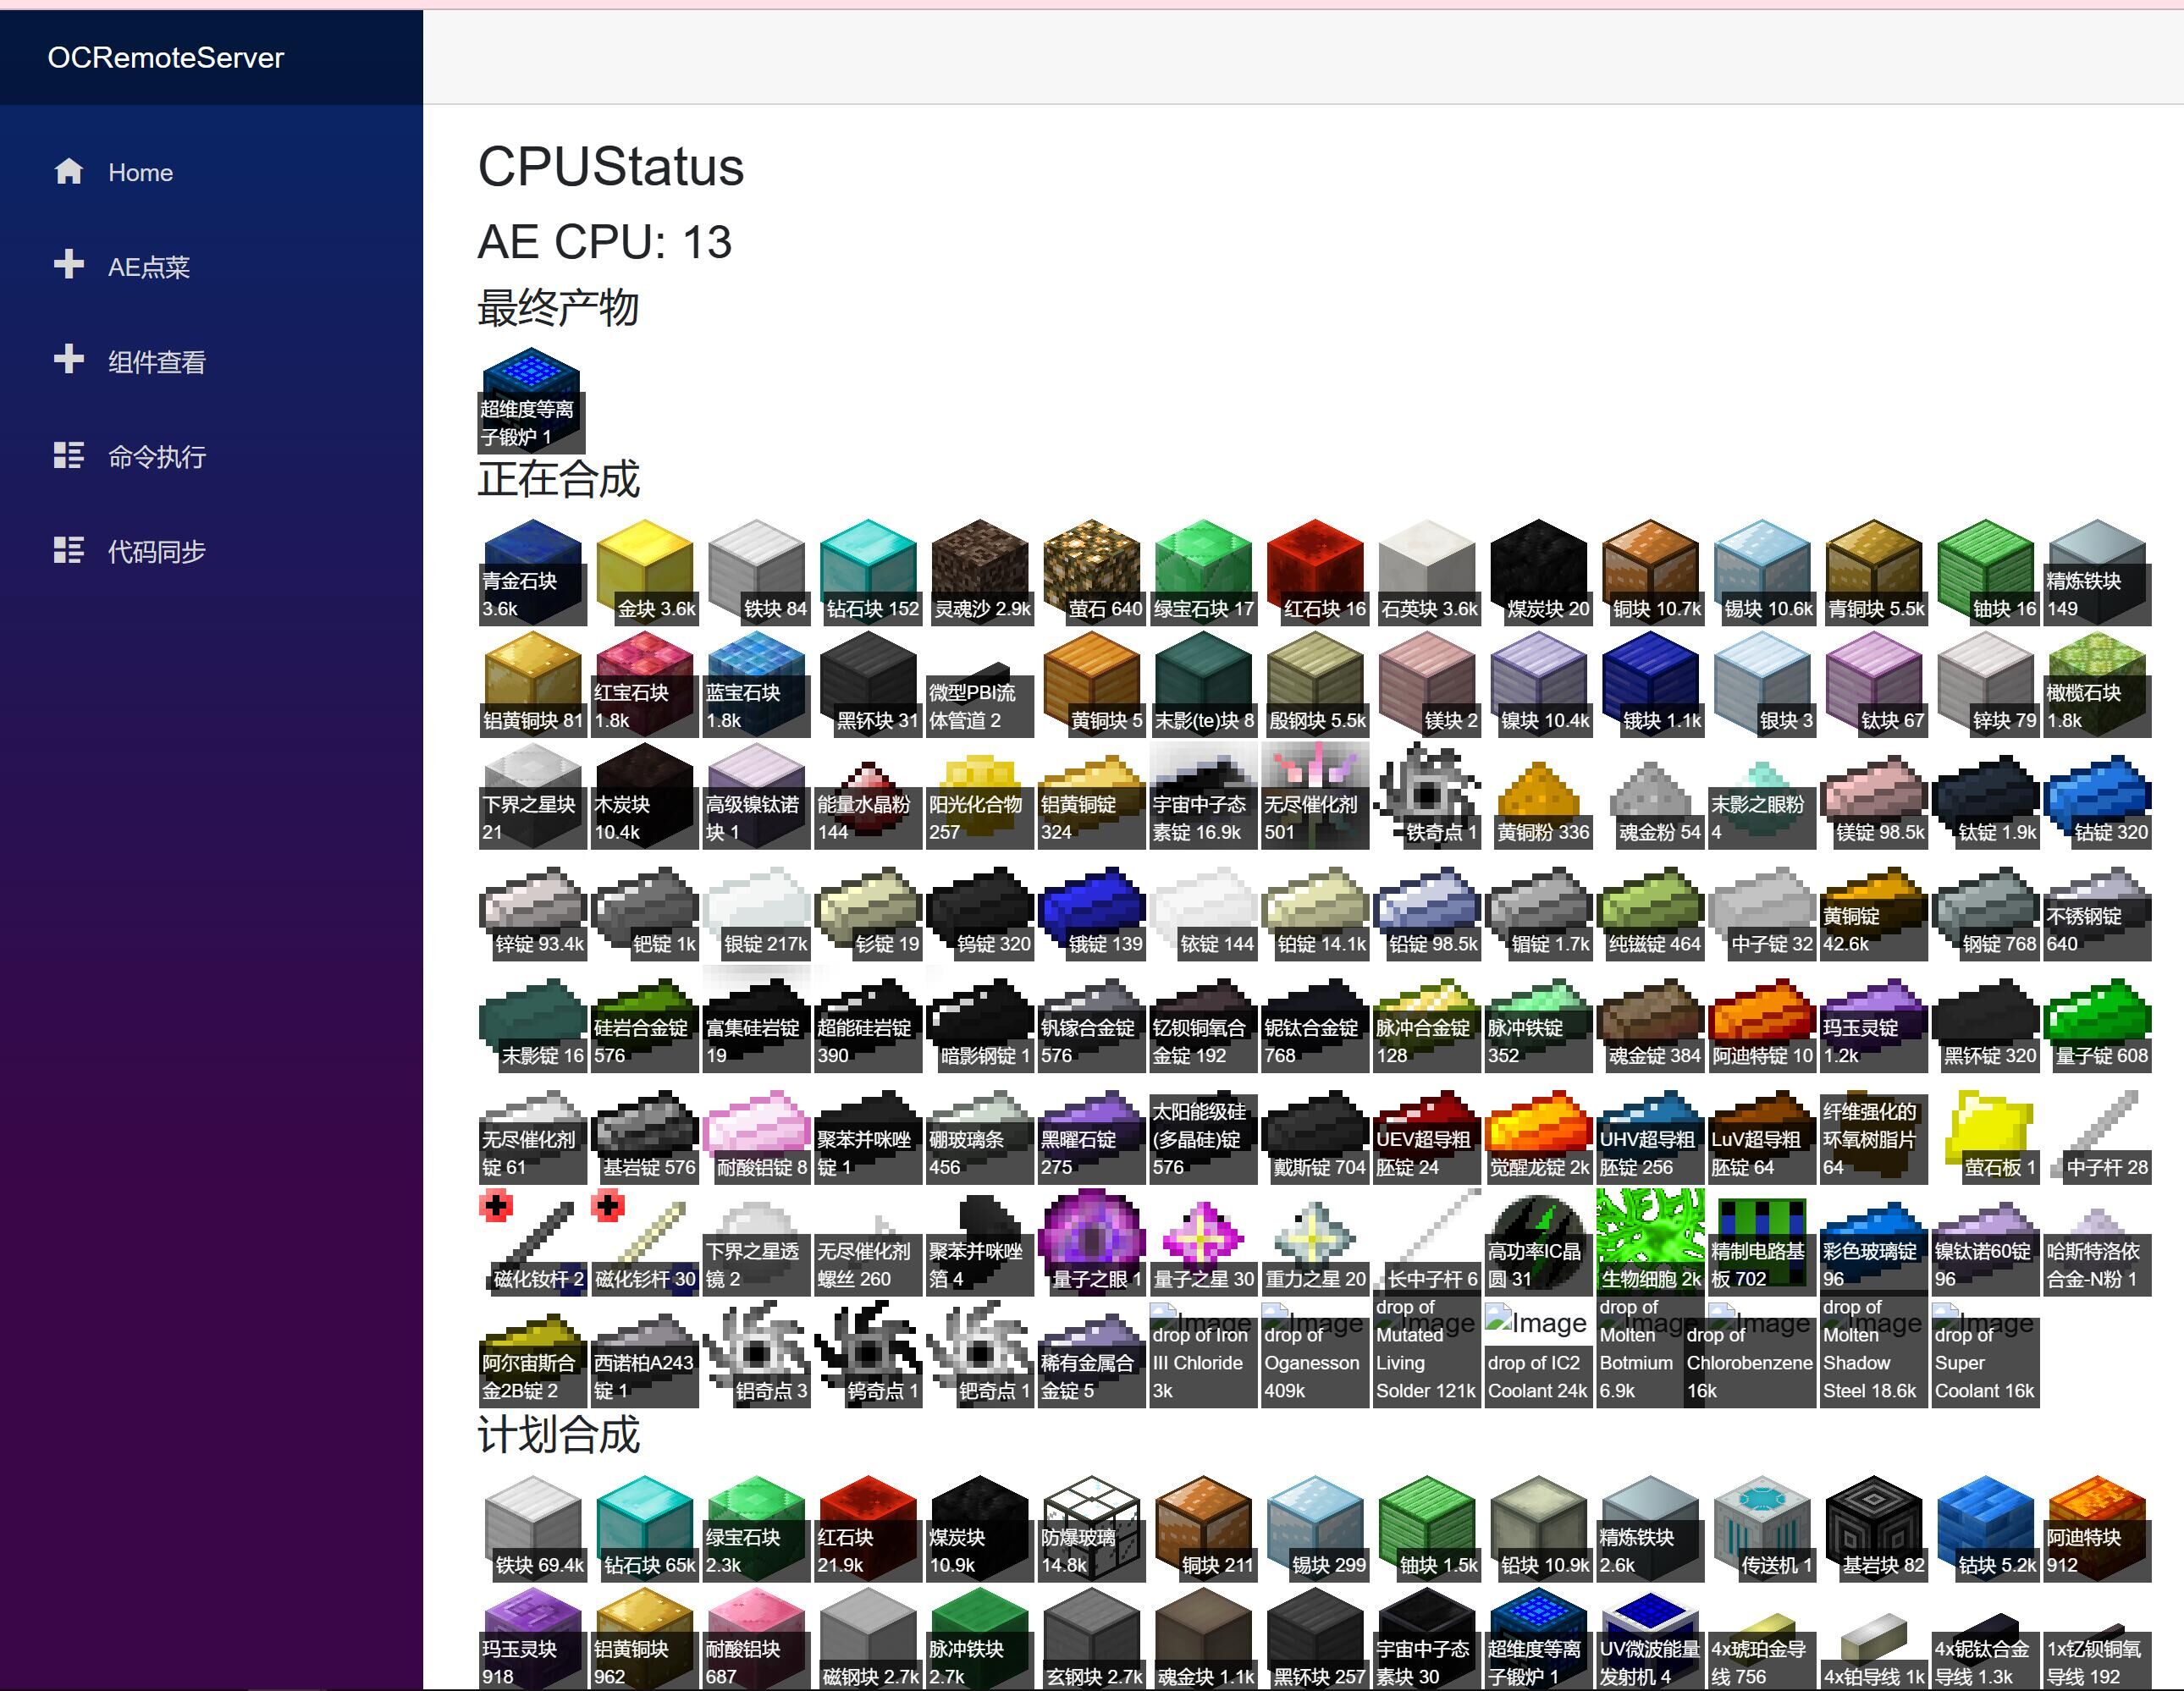 OCRemoteServer
Home
AE点菜
组件查看
命令执行
代码同步
CPUStatus
AE CPU: 13
最终产物
超维度等离
子锻炉 1
正在合成
青金石块
3.6k
金块 3.6k
铁块 84
钻石块 152
灵魂沙 2.9k
萤石 640
绿宝石块 17
红石块 16
石英块 3.6k
煤炭块 20
铜块 10.7k
锡块 10.6k
青铜块 5.5k
铀块 16
精炼铁块
149
铝黄铜块 81
红宝石块
1.8k
蓝宝石块
1.8k
黑钚块 31
微型PBI流
体管道 2
黄铜块 5
末影(te)块 8
殷钢块 5.5k
镁块 2
镍块 10.4k
锇块 1.1k
银块 3
钛块 67
锌块 79
橄榄石块
1.8k
下界之星块
21
木炭块
10.4k
高级镍钛诺
块 1
能量水晶粉
144
阳光化合物
257
铝黄铜锭
324
宇宙中子态
素锭 16.9k
无尽催化剂
501
铁奇点 1
黄铜粉 336
魂金粉 54
末影之眼粉
4
镁锭 98.5k
钛锭 1.9k
钴锭 320
锌锭 93.4k
钯锭 1k
银锭 217k
钐锭 19
钨锭 320
锇锭 139
铱锭 144
铂锭 14.1k
铅锭 98.5k
镅锭 1.7k
纯镃锭 464
中子锭 32
黄铜锭
42.6k
钢锭 768
不锈钢锭
640
末影锭 16
硅岩合金锭
576
富集硅岩锭
19
超能硅岩锭
390
暗影钢锭 1
钒镓合金锭
576
钇钡铜氧合
金锭 192
铌钛合金锭
768
脉冲合金锭
128
脉冲铁锭
352
魂金锭 384
阿迪特锭 10
玛玉灵锭
1.2k
黑钚锭 320
量子锭 608
无尽催化剂
锭 61
基岩锭 576
耐酸铝锭 8
聚苯并咪唑
锭 1
硼玻璃条
456
黑曜石锭
275
太阳能级硅
(多晶硅)锭
576
戴斯锭 704
UEV超导粗
胚锭 24
觉醒龙锭 2k
UHV超导粗
胚锭 256
LuV超导粗
胚锭 64
纤维强化的
环氧树脂片
64
萤石板 1
中子杆 28
磁化钕杆 2
磁化钐杆 30
下界之星透
镜 2
无尽催化剂
螺丝 260
聚苯并咪唑
箔 4
量子之眼 1
量子之星 30
重力之星 20
长中子杆 6
高功率IC晶
圆 31
生物细胞 2k
精制电路基
板 702
彩色玻璃锭
96
镍钛诺60锭
96
哈斯特洛依
合金-N粉 1
阿尔宙斯合
金2B锭 2
西诺柏A243
锭 1
铝奇点 3
钨奇点 1
钯奇点 1
稀有金属合
金锭 5
Image
drop of Iron
III Chloride
3k
Image
drop of
Oganesson
409k
Image
drop of
Mutated
Living
Solder 121k
Image
drop of IC2
Coolant 24k
Image
drop of
Molten
Botmium
6.9k
Image
drop of
Chlorobenzene
16k
Image
drop of
Molten
Shadow
Steel 18.6k
Image
drop of
Super
Coolant 16k
计划合成
铁块 69.4k
钻石块 65k
绿宝石块
2.3k
红石块
21.9k
煤炭块
10.9k
防爆玻璃
14.8k
铜块 211
锡块 299
铀块 1.5k
铅块 10.9k
精炼铁块
2.6k
传送机 1
基岩块 82
钴块 5.2k
阿迪特块
912
玛玉灵块
918
铝黄铜块
962
耐酸铝块
687
磁钢块 2.7k
脉冲铁块
2.7k
玄钢块 2.7k
魂金块 1.1k
黑钚块 257
宇宙中子态
素块 30
超维度等离
子锻炉 1
UV微波能量
发射机 4
4x琥珀金导
线 756
4x铂导线 1k
4x铌钛合金
导线 1.3k
1x钇钡铜氧
导线 192